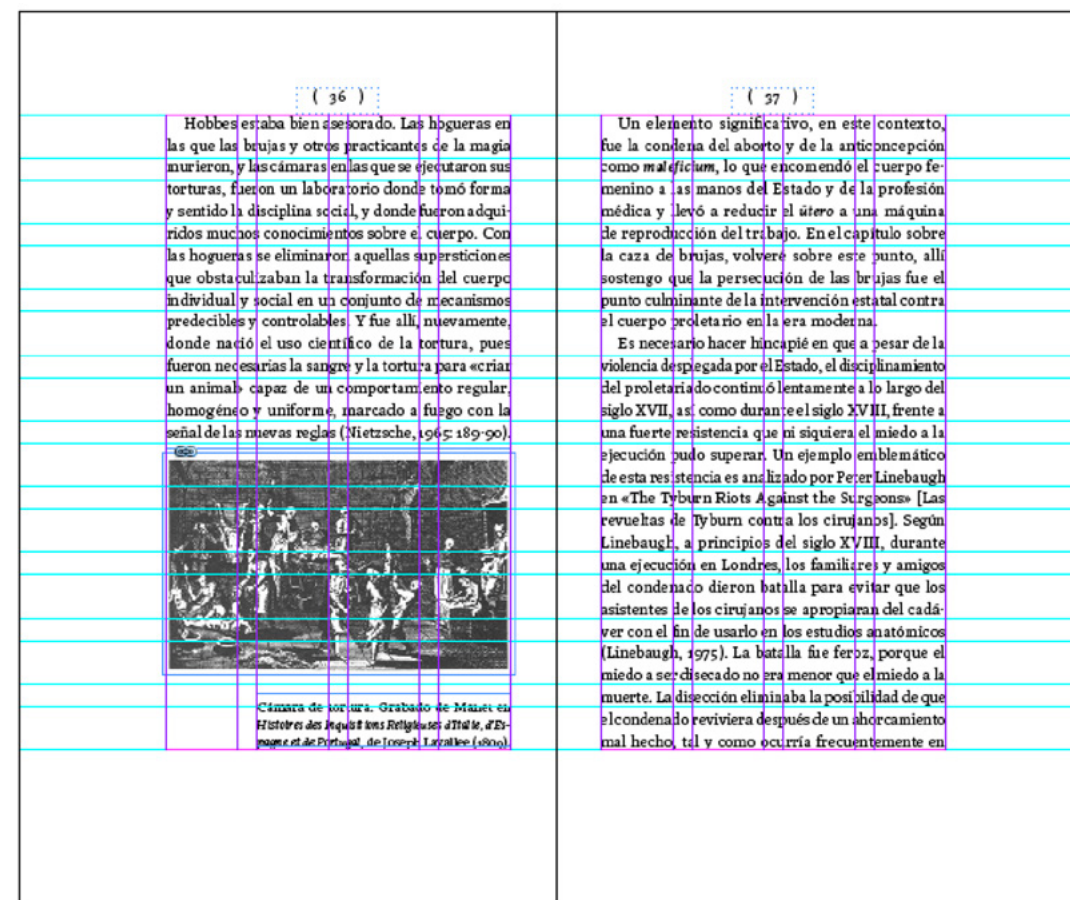 ( 36 )
Hobbes estaba bien asesorado. Las hogueras en
las que las brujas y otros practicantes de la magia
murieron, y las cámaras en las que se ejecutaron sus
torturas, fueron un laboratorio donde tomó forma
y sentido la disciplina social, y donde fueron adqui-
ridos muchos conocimientos sobre el cuerpo. Con
las hogueras se eliminaron aquellas supersticiones
que obstaculizaban la transformación del cuerpo
individual y social en un conjunto de mecanismos
predecibles y controlables. Y fue allí, nuevamente,
donde nació el uso científico de la tortura, pues
fueron necesarias la sangre y la tortura para «criar
un animal» capaz de un comportamiento regular,
homogéneo y uniforme, marcado a fuego con la
señal de las nuevas reglas (Nietzsche, 1965: 189-90).
Cámara de tortura. Grabado de Manet en
Histoires des Inquisitions Religieuses d'Italie, d'Es-
pagne et de Portugal, de Joseph Lavallee (1809).
( 37 )
Un elemento significativo, en este contexto,
fue la condena del aborto y de la anticoncepción
como maleficium, lo que encomendó el cuerpo fe-
menino a las manos del Estado y de la profesión
médica y llevó a reducir el útero a una máquina
de reproducción del trabajo. En el capítulo sobre
la caza de brujas, volveré sobre este punto, allí
sostengo que la persecución de las brujas fue el
punto culminante de la intervención estatal contra
el cuerpo proletario en la era moderna.
Es necesario hacer hincapié en que a pesar de la
violencia desplegada por el Estado, el disciplinamiento
del proletariado continuó lentamente a lo largo del
siglo XVII, así como durante el siglo XVIII, frente a
una fuerte resistencia que ni siquiera el miedo a la
ejecución pudo superar. Un ejemplo emblemático
de esta resistencia es analizado por Peter Linebaugh
en «The Tyburn Riots Against the Surgeons» [Las
revueltas de Tyburn contra los cirujanos]. Según
Linebaugh, a principios del siglo XVIII, durante
una ejecución en Londres, los familiares y amigos
del condenado dieron batalla para evitar que los
asistentes de los cirujanos se apropiaran del cadá-
ver con el fin de usarlo en los estudios anatómicos
(Linebaugh, 1975). La batalla fue feroz, porque el
miedo a ser disecado no era menor que el miedo a la
muerte. La disección eliminaba la posibilidad de que
el condenado reviviera después de un ahorcamiento
mal hecho, tal y como ocurría frecuentemente en